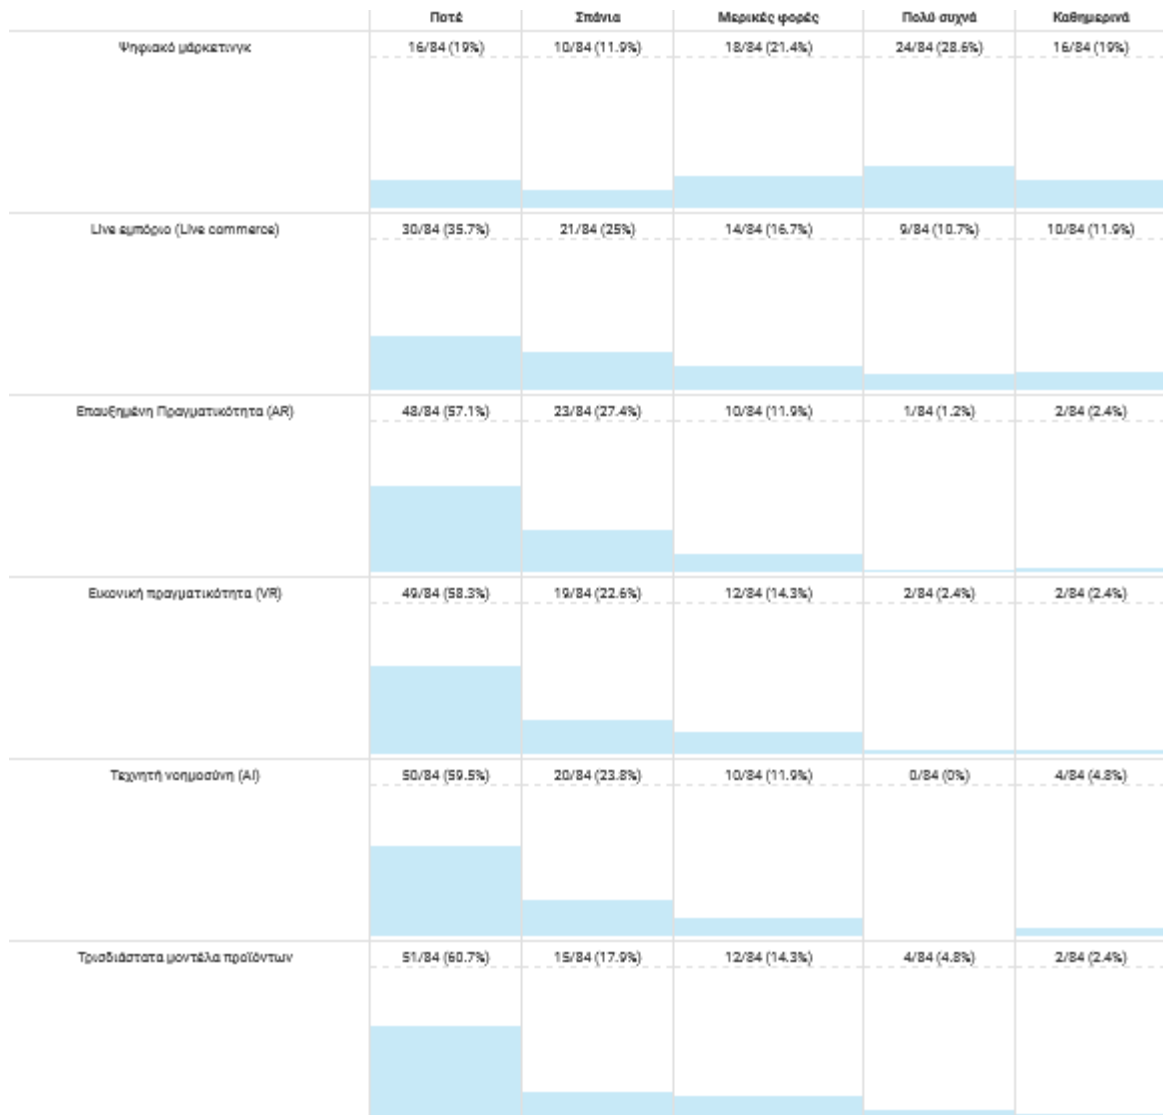 Ποτέ Σπάνια Μερικές φορές Πολύ συχνά Καθημερινά
Ψηφιακό μάρκετινγκ 16/84 (19%) 10/84 (11.9%) 18/84 (21.4%) 24/84 (28.6%) 16/84 (19%)
Live εμπόριο (Live commerce) 30/84 (35.7%) 21/84 (25%) 14/84 (16.7%) 9/84 (10.7%) 10/84 (11.9%)
Επαυξημένη Πραγματικότητα (AR) 48/84 (57.1%) 23/84 (27.4%) 10/84 (11.9%) 1/84 (1.2%) 2/84 (2.4%)
Εικονική πραγματικότητα (VR) 49/84 (58.3%) 19/84 (22.6%) 12/84 (14.3%) 2/84 (2.4%) 2/84 (2.4%)
Τεχνητή νοημοσύνη (AI) 50/84 (59.5%) 20/84 (23.8%) 10/84 (11.9%) 0/84 (0%) 4/84 (4.8%)
Τρισδιάστατα μοντέλα προϊόντων 51/84 (60.7%) 15/84 (17.9%) 12/84 (14.3%) 4/84 (4.8%) 2/84 (2.4%)